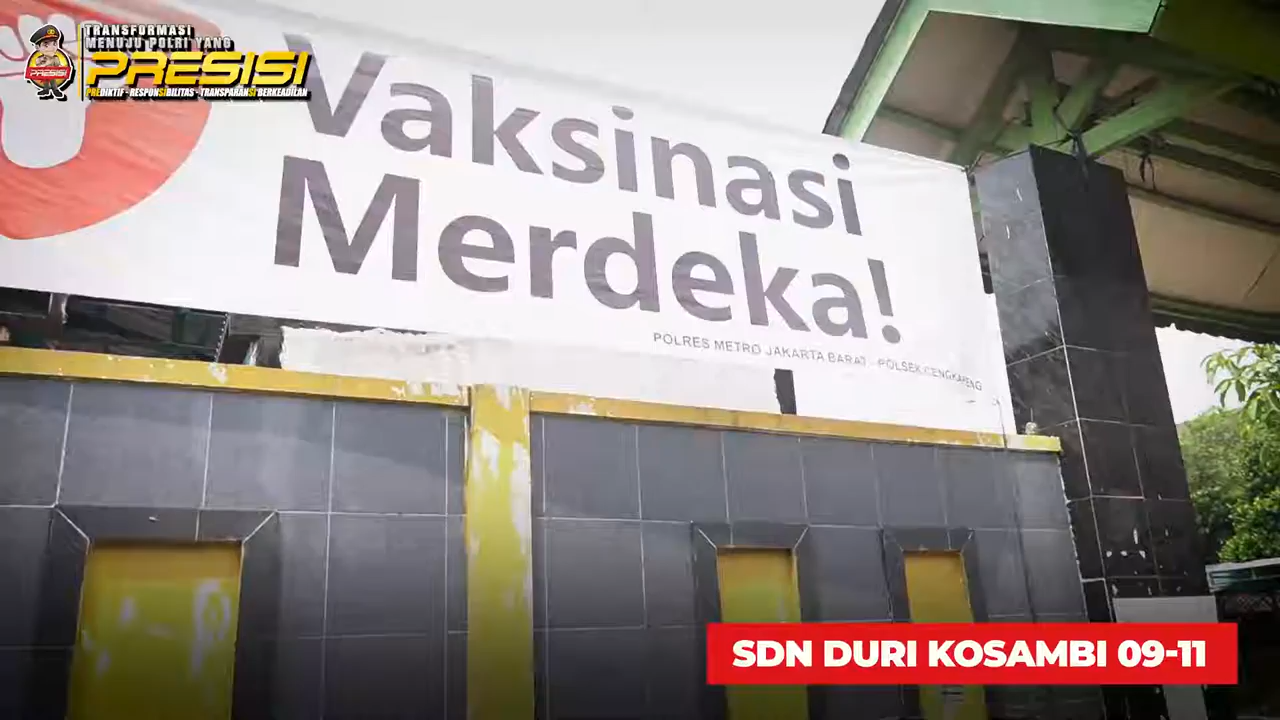 TRANSFORMASI
MENUJU POLRI YANG
PRESISI
PREDIKTIF - RESPONSIBILITAS - TRANSPARANSI BERKEADILAN
PRESISI
Vaksinasi
Merdeka!
POLRES METRO JAKARTA BARAT - POLSEK CENGKARENG
SDN DURI KOSAMBI 09-11